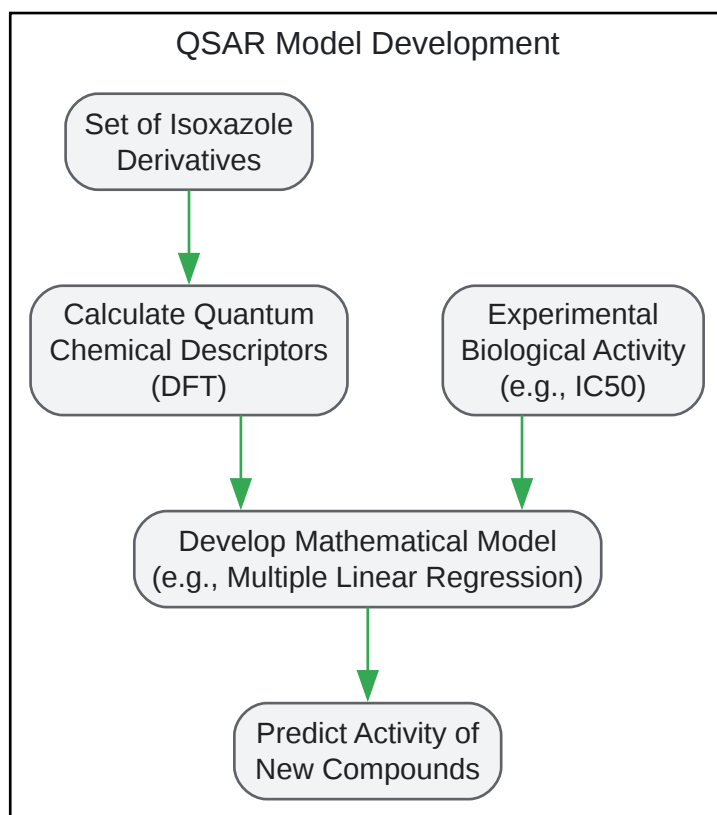 QSAR Model Development
Set of Isoxazole
Derivatives
Calculate Quantum
Chemical Descriptors
(DFT)
Experimental
Biological Activity
(e.g., IC50)
Develop Mathematical Model
(e.g., Multiple Linear Regression)
Predict Activity of
New Compounds